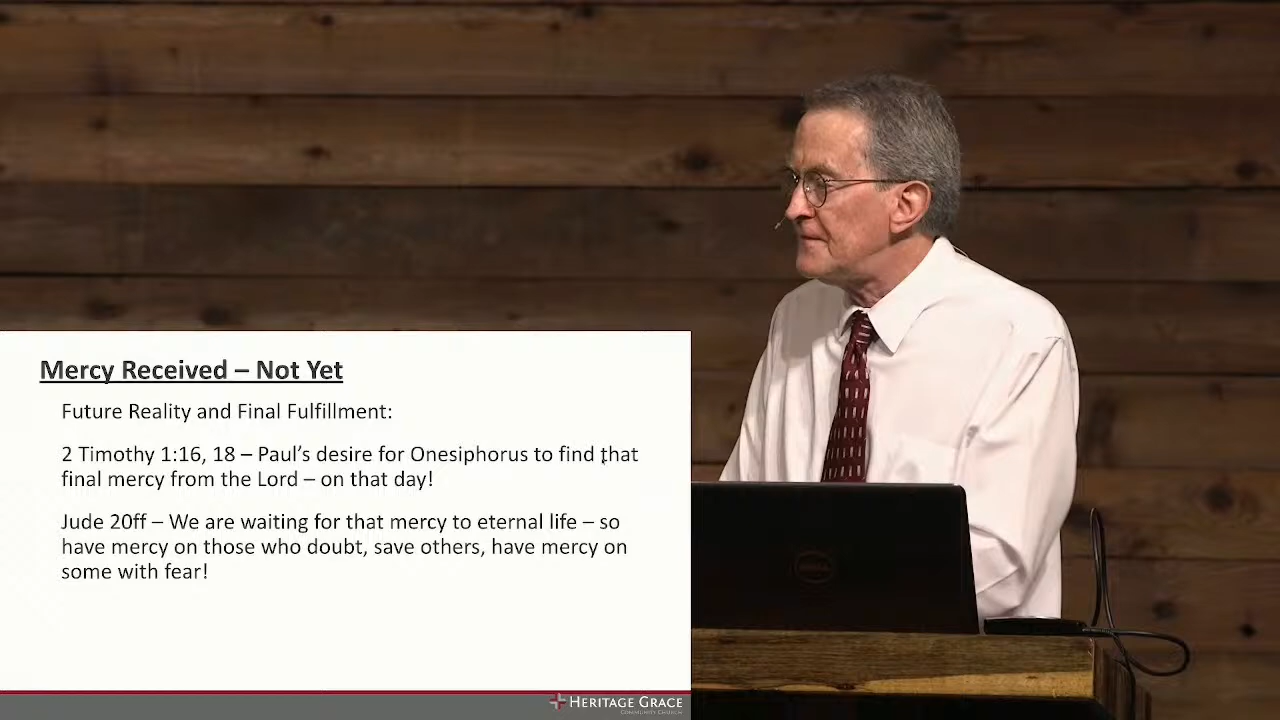 Mercy Received – Not Yet
Future Reality and Final Fulfillment:
2 Timothy 1:16, 18 – Paul’s desire for Onesiphorus to find that
final mercy from the Lord – on that day!
Jude 20ff – We are waiting for that mercy to eternal life – so
have mercy on those who doubt, save others, have mercy on
some with fear!
HERITAGE GRACE
COMMUNITY CHURCH
DELL